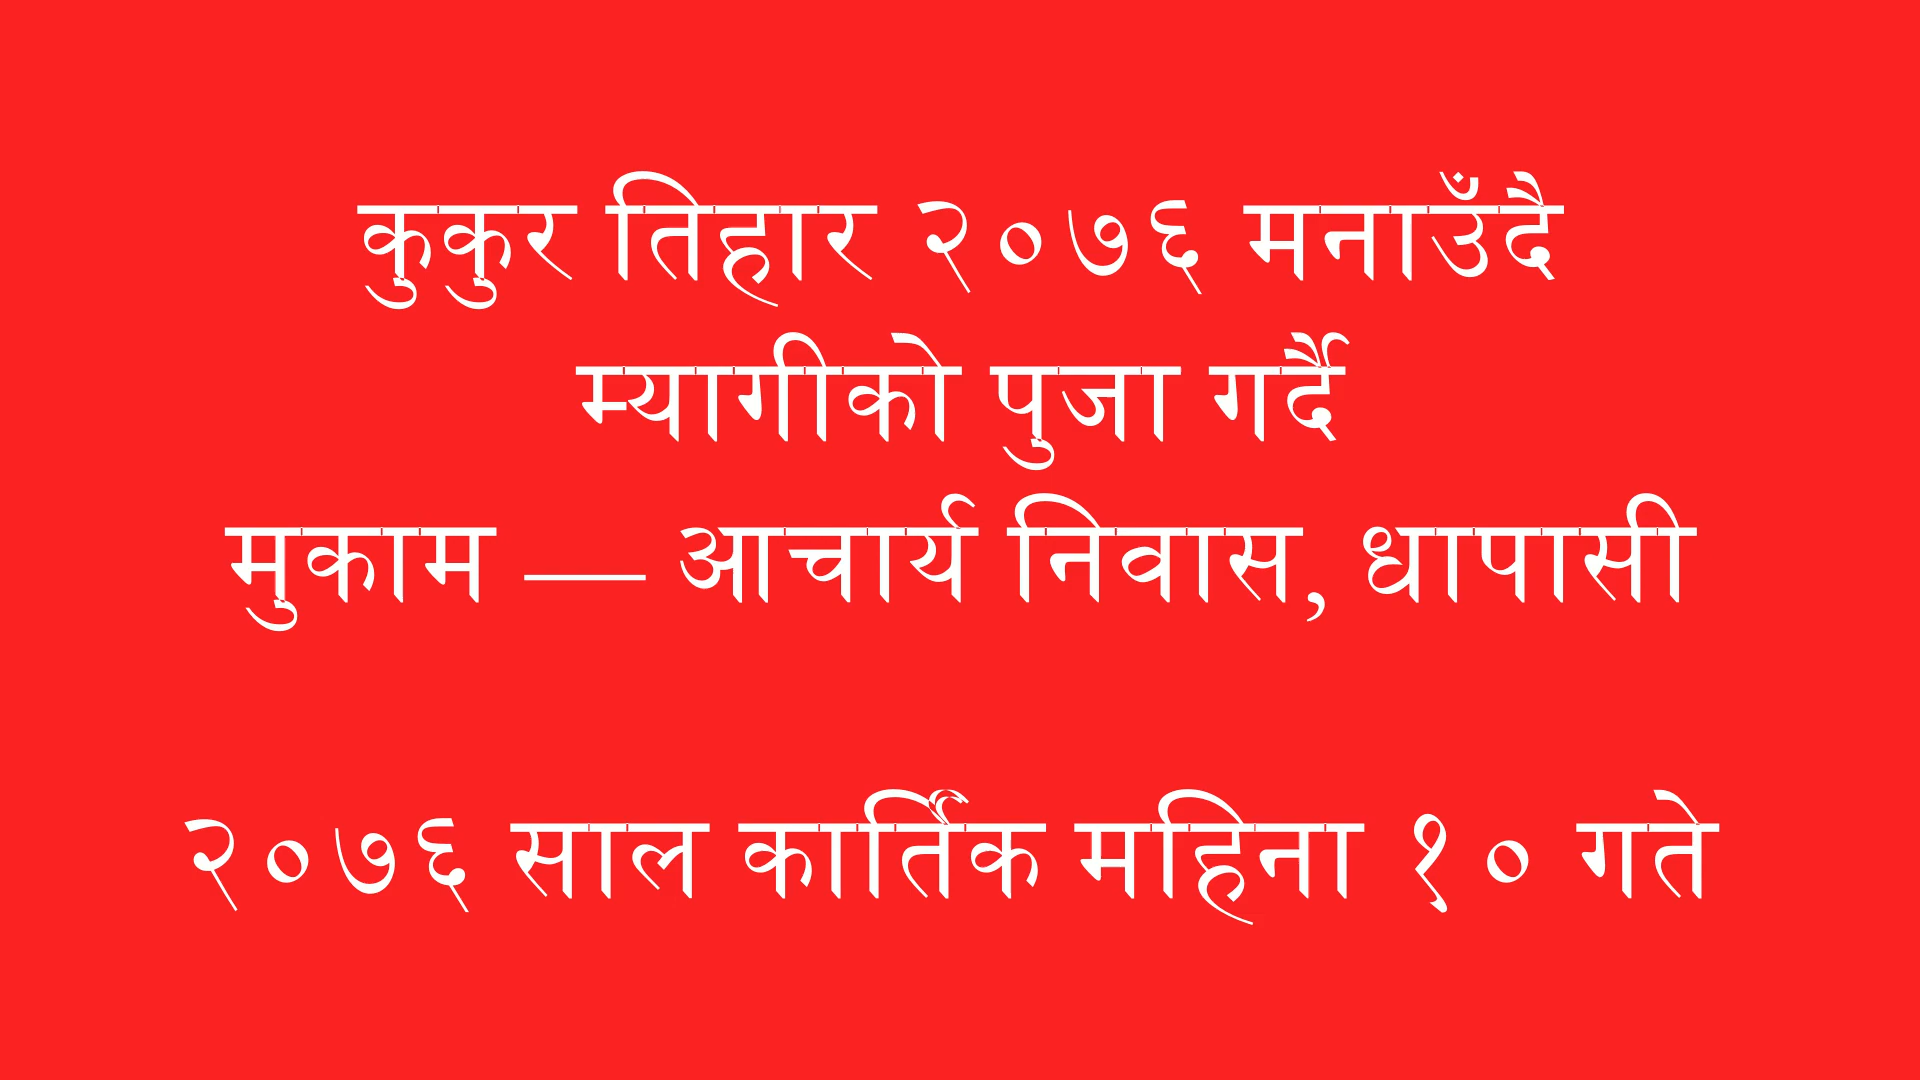 कुकुर तिहार २०७६ मनाउँदै
म्यागीको पुजा गर्दै
मुकाम — आचार्य निवास, धापासी
२०७६ साल कार्तिक महिना १० गते